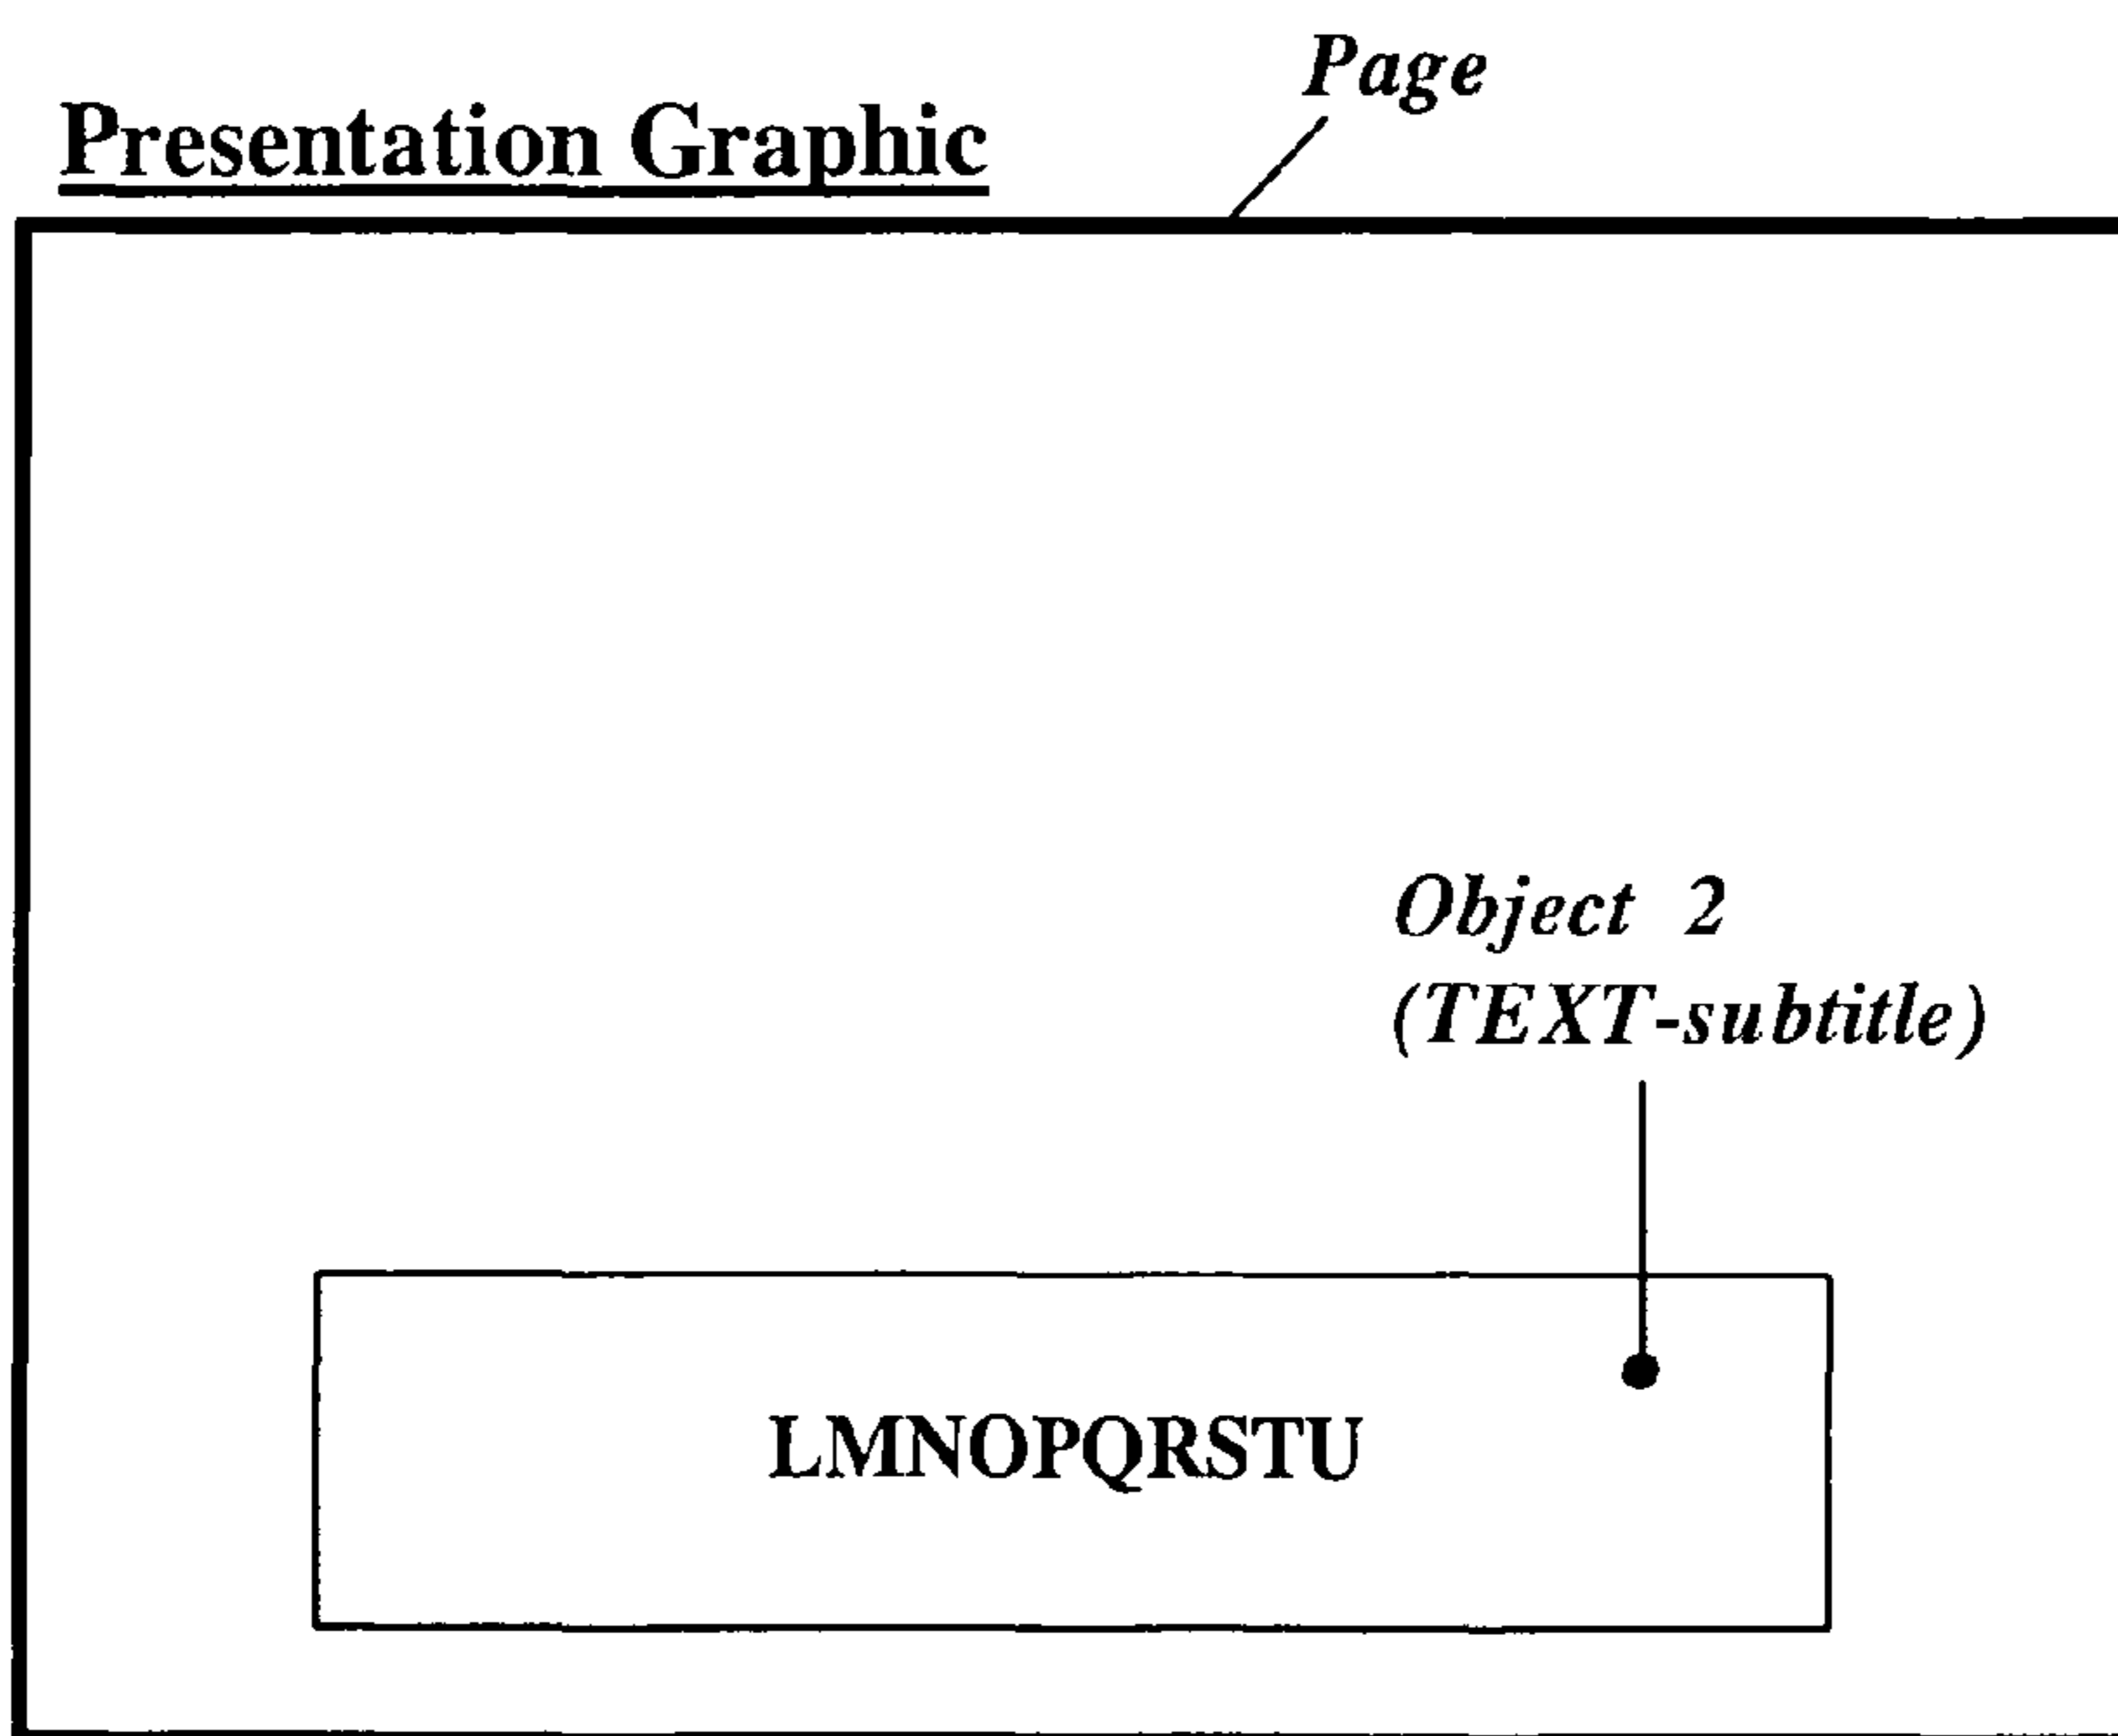 Page
Presentation Graphic
Object 2
(TEXT-subtitle)
LMNOPQRSTU